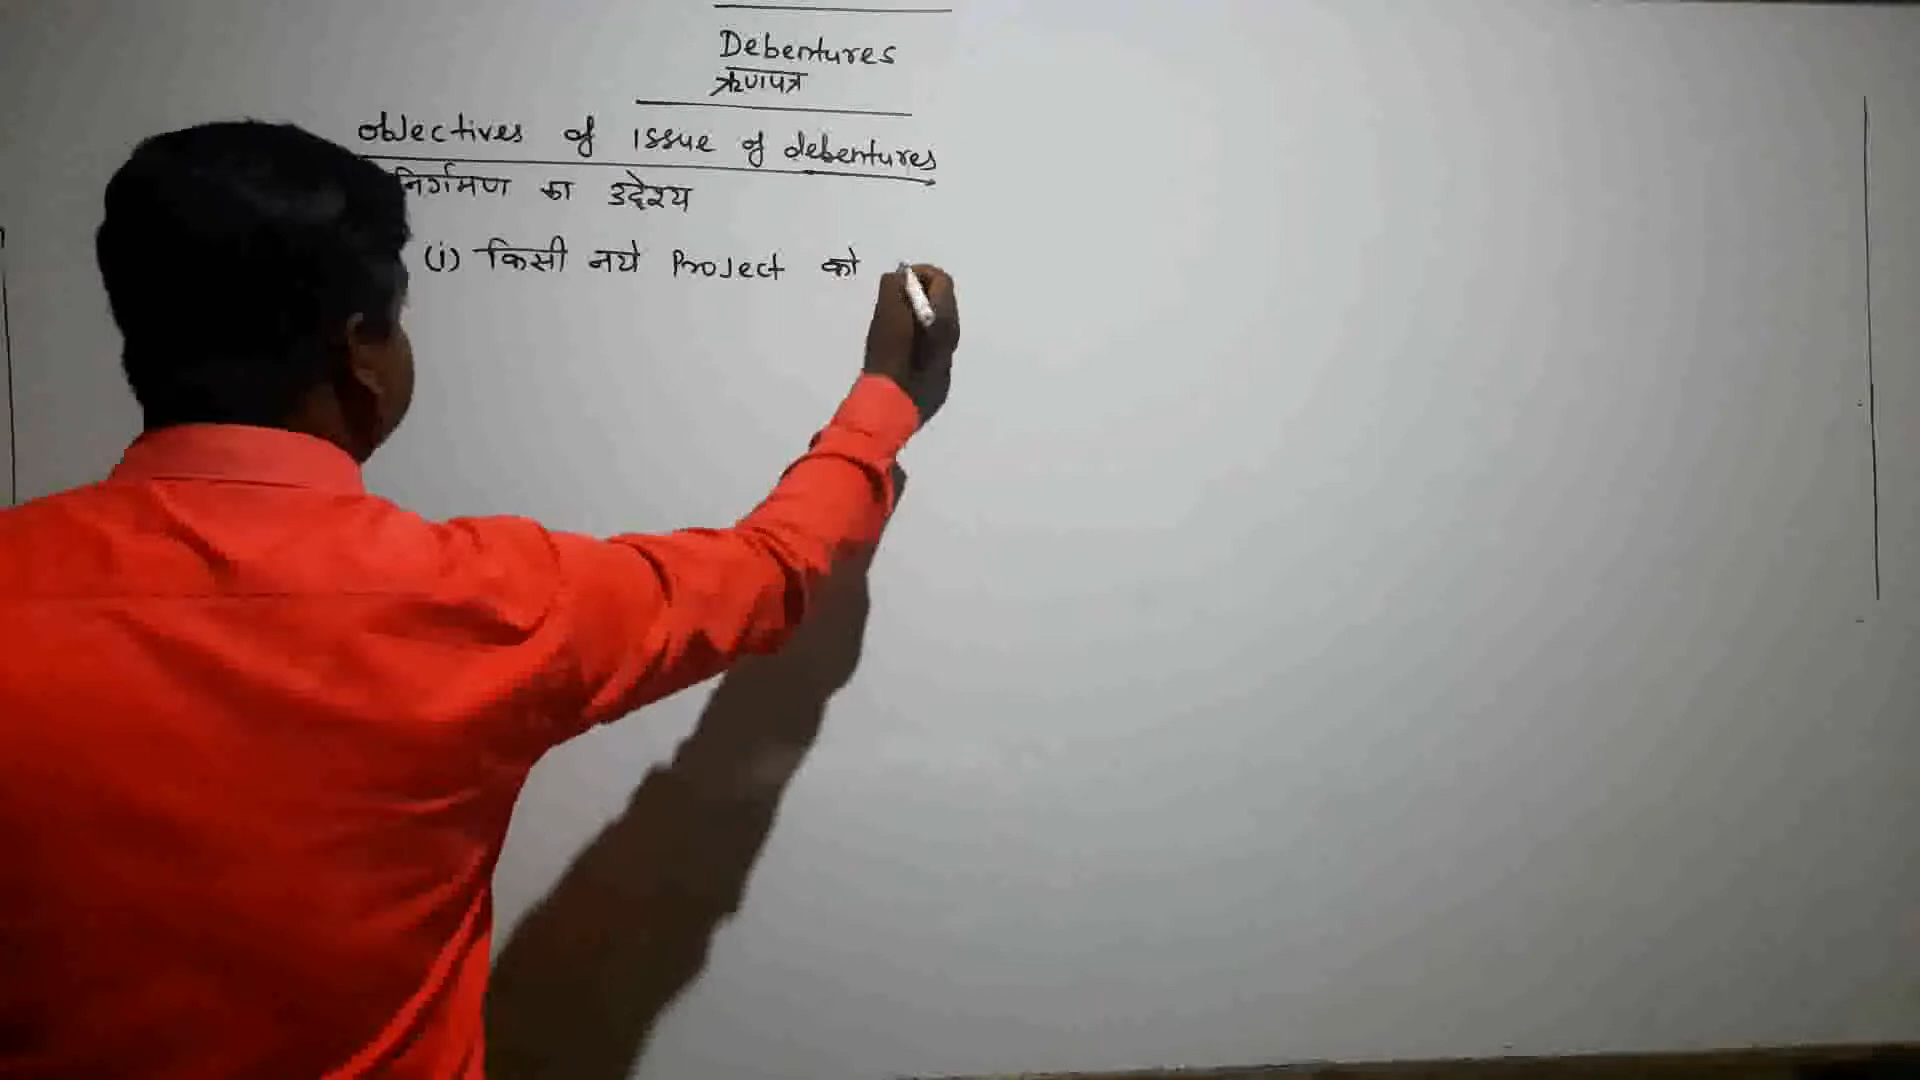 Debentures
ऋणपत्र
objectives of issue of debentures
निर्गमण का उद्देश्य
(i) किसी नये Project को